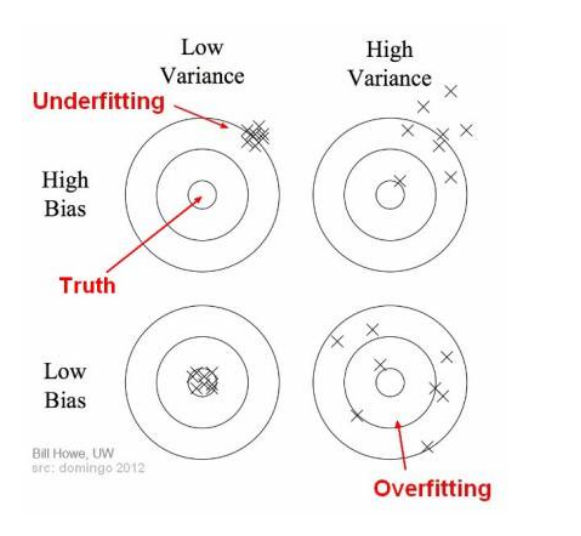 Low
Variance
High
Variance
Underfitting
High
Bias
Truth
Low
Bias
Bill Howe, UW
src: domingo 2012
Overfitting